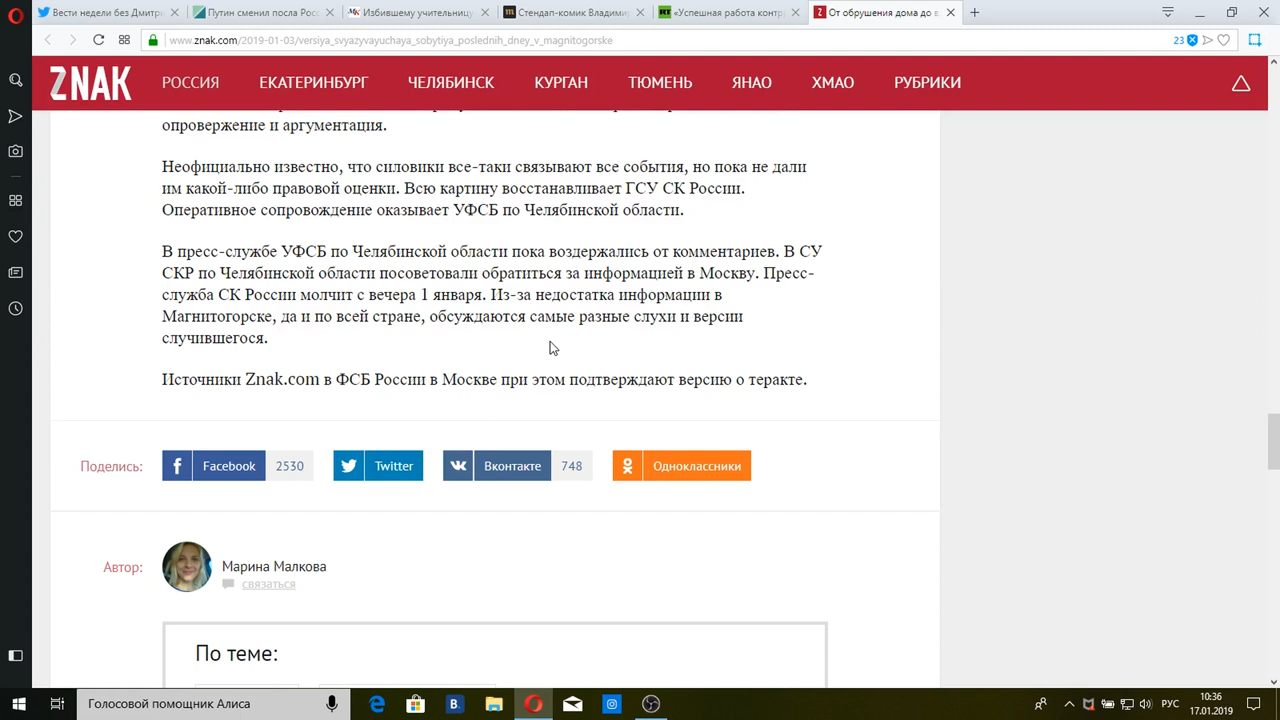 Вести недели без Дмитри
Путин сменил посла Росс
Избившему учительницу
Стендап-комик Владимир
«Успешная работа контр
От обрушения дома до в
www.znak.com/2019-01-03/versiya_svyazyvayuchaya_sobytiya_poslednih_dney_v_magnitogorske
23
ZNAK РОССИЯ ЕКАТЕРИНБУРГ ЧЕЛЯБИНСК КУРГАН ТЮМЕНЬ ЯНАО ХМАО РУБРИКИ
опровержение и аргументация.
Неофициально известно, что силовики все-таки связывают все события, но пока не дали
им какой-либо правовой оценки. Всю картину восстанавливает ГСУ СК России.
Оперативное сопровождение оказывает УФСБ по Челябинской области.
В пресс-службе УФСБ по Челябинской области пока воздержались от комментариев. В СУ
СКР по Челябинской области посоветовали обратиться за информацией в Москву. Пресс-
служба СК России молчит с вечера 1 января. Из-за недостатка информации в
Магнитогорске, да и по всей стране, обсуждаются самые разные слухи и версии
случившегося.
Источники Znak.com в ФСБ России в Москве при этом подтверждают версию о теракте.
Поделись: Facebook 2530 Twitter Вконтакте 748 Одноклассники
Автор: Марина Малкова
связаться
По теме:
Голосовой помощник Алиса
РУС
10:36
17.01.2019